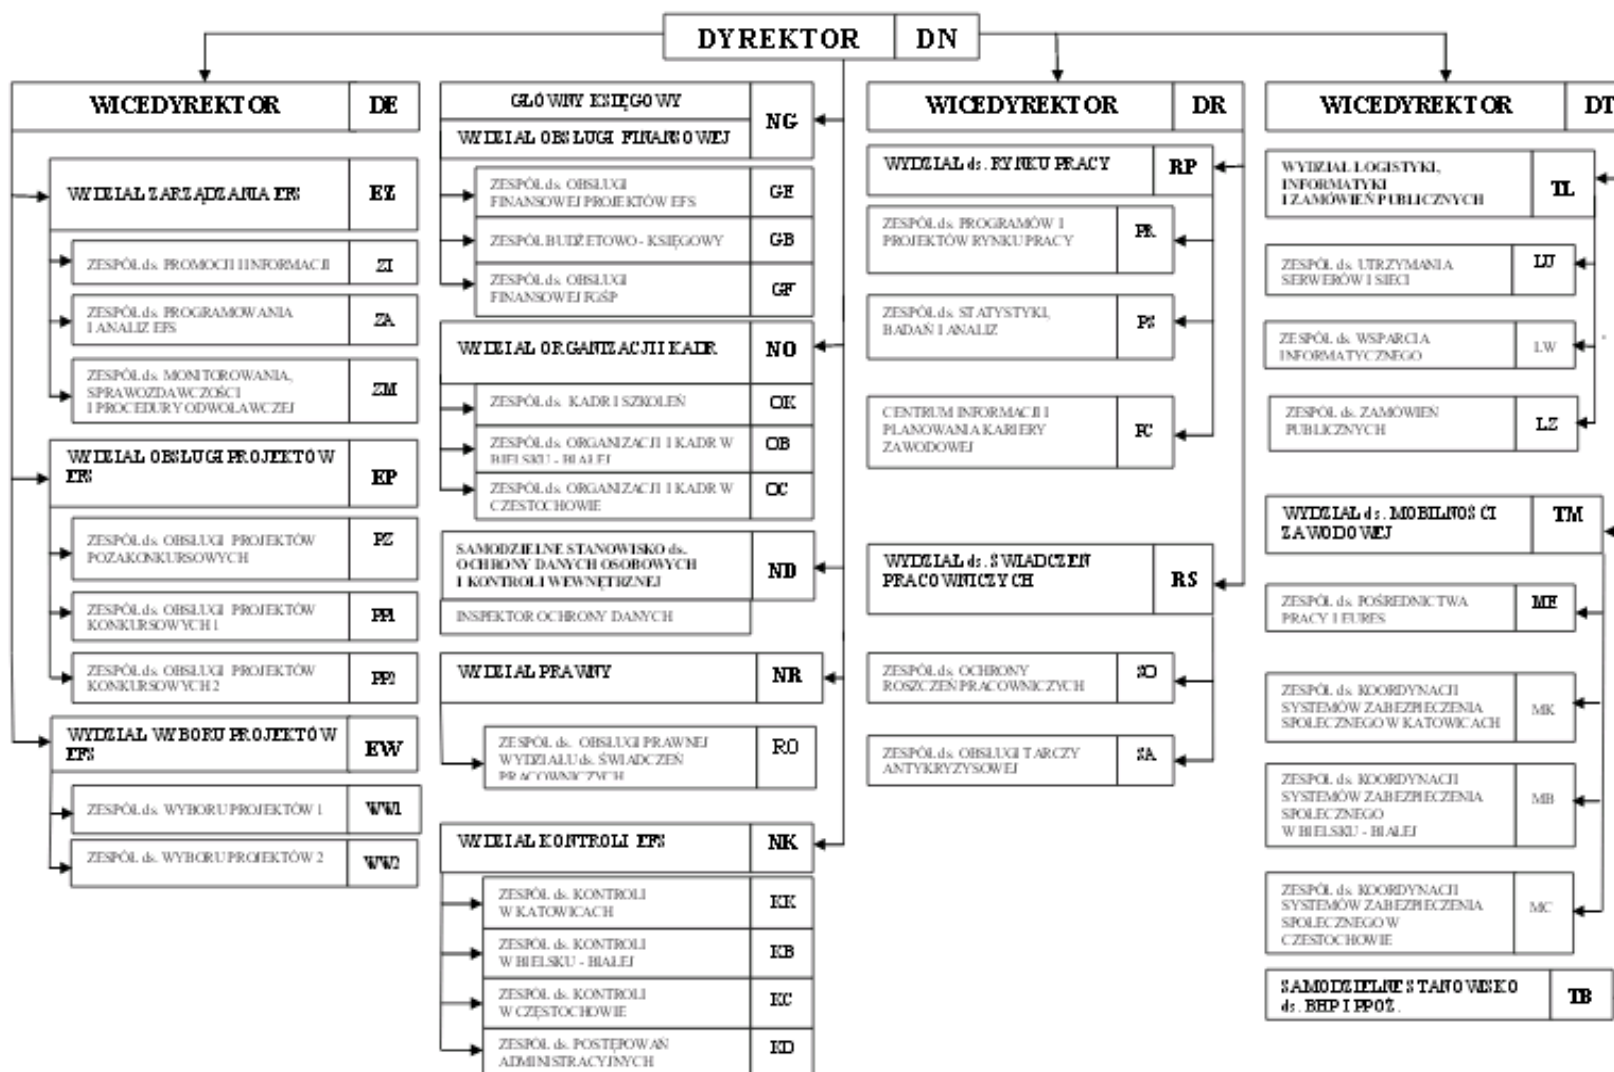 DYREKTOR DN
WICEDYREKTOR DE
WYDZIAŁ ZARZĄDZANIA EFS EZ
ZESPÓŁ ds. PROMOCJI I INFORMACJI ZI
ZESPÓŁ ds. PROGRAMOWANIA
I ANALIZ EFS ZA
ZESPÓŁ ds. MONITOROWANIA,
SPRAWOZDAWCZOŚCI
I PROCEDURY ODWOŁAWCZEJ ZM
WYDZIAŁ OBSŁUGI PROJEKTÓW
EFS EP
ZESPÓŁ ds. OBSŁUGI PROJEKTÓW
POZAKONKURSOWYCH PZ
ZESPÓŁ ds. OBSŁUGI PROJEKTÓW
KONKURSOWYCH 1 PP1
ZESPÓŁ ds. OBSŁUGI PROJEKTÓW
KONKURSOWYCH 2 PP2
WYDZIAŁ WYBORU PROJEKTÓW
EFS EW
ZESPÓŁ ds. WYBORU PROJEKTÓW 1 WW1
ZESPÓŁ ds. WYBORU PROJEKTÓW 2 WW2
GŁÓWNY KSIĘGOWY
WYDZIAŁ OBSŁUGI FINANSOWEJ NG
ZESPÓŁ ds. OBSŁUGI
FINANSOWEJ PROJEKTÓW EFS GE
ZESPÓŁ BUDŻETOWO - KSIĘGOWY GB
ZESPÓŁ ds. OBSŁUGI
FINANSOWEJ FGŚP GF
WYDZIAŁ ORGANIZACJI I KADR NO
ZESPÓŁ ds. KADR I SZKOLEŃ OK
ZESPÓŁ ds. ORGANIZACJI I KADR W
BIELSKU - BIAŁEJ OB
ZESPÓŁ ds. ORGANIZACJI I KADR W
CZESTOCHOWIE OC
SAMODZIELNE STANOWISKO ds.
OCHRONY DANYCH OSOBOWYCH
I KONTROLI WEWNĘTRZNEJ ND
INSPEKTOR OCHRONY DANYCH
WYDZIAŁ PRAWNY NR
ZESPÓŁ ds. OBSŁUGI PRAWNEJ
WYDZIAŁU ds. ŚWIADCZEŃ
PRACOWNICZYCH RO
WYDZIAŁ KONTROLI EFS NK
ZESPÓŁ ds. KONTROLI
W KATOWICACH KK
ZESPÓŁ ds. KONTROLI
W BIELSKU - BIAŁEJ KB
ZESPÓŁ ds. KONTROLI
W CZĘSTOCHOWIE KC
ZESPÓŁ ds. POSTĘPOWAŃ
ADMINISTRACYJNYCH KD
WICEDYREKTOR DR
WYDZIAŁ ds. RYNKU PRACY RP
ZESPÓŁ ds. PROGRAMÓW I
PROJEKTÓW RYNKU PRACY PR
ZESPÓŁ ds. STATYSTYKI,
BADAŃ I ANALIZ PS
CENTRUM INFORMACJI I
PLANOWANIA KARIERY
ZAWODOWEJ PC
WYDZIAŁ ds. ŚWIADCZEŃ
PRACOWNICZYCH RS
ZESPÓŁ ds. OCHRONY
ROSZCZEŃ PRACOWNICZYCH SO
ZESPÓŁ ds. OBSŁUGI TARCZY
ANTYKRYZYSOWEJ SA
WICEDYREKTOR DT
WYDZIAŁ LOGISTYKI,
INFORMATYKI
I ZAMÓWIEŃ PUBLICZNYCH TL
ZESPÓŁ ds. UTRZYMANIA
SERWERÓW I SIECI LU
ZESPÓŁ ds. WSPARCIA
INFORMATYCZNEGO LW
ZESPÓŁ ds. ZAMÓWIEŃ
PUBLICZNYCH LZ
WYDZIAŁ ds. MOBILNOŚCI
ZAWODOWEJ TM
ZESPÓŁ ds. POŚREDNICTWA
PRACY I EURES ME
ZESPÓŁ ds. KOORDYNACJI
SYSTEMÓW ZABEZPIECZENIA
SPOŁECZNEGO W KATOWICACH MK
ZESPÓŁ ds. KOORDYNACJI
SYSTEMÓW ZABEZPIECZENIA
SPOŁECZNEGO
W BIELSKU - BIAŁEJ MB
ZESPÓŁ ds. KOORDYNACJI
SYSTEMÓW ZABEZPIECZENIA
SPOŁECZNEGO W
CZESTOCHOWIE MC
SAMODZIELNE STANOWISKO
ds. BHP I PPOŻ. TB